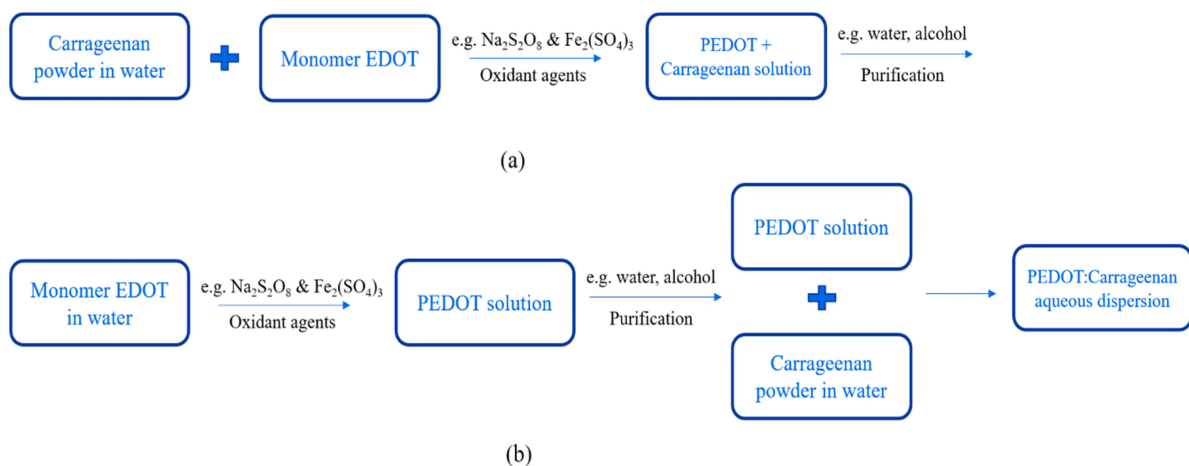 Carrageenan
powder in water
Monomer EDOT
e.g. Na₂S₂O₈ & Fe₂(SO₄)₃
Oxidant agents
PEDOT +
Carrageenan solution
e.g. water, alcohol
Purification
(a)
Monomer EDOT
in water
e.g. Na₂S₂O₈ & Fe₂(SO₄)₃
Oxidant agents
PEDOT solution
e.g. water, alcohol
Purification
PEDOT solution
Carrageenan
powder in water
PEDOT:Carrageenan
aqueous dispersion
(b)